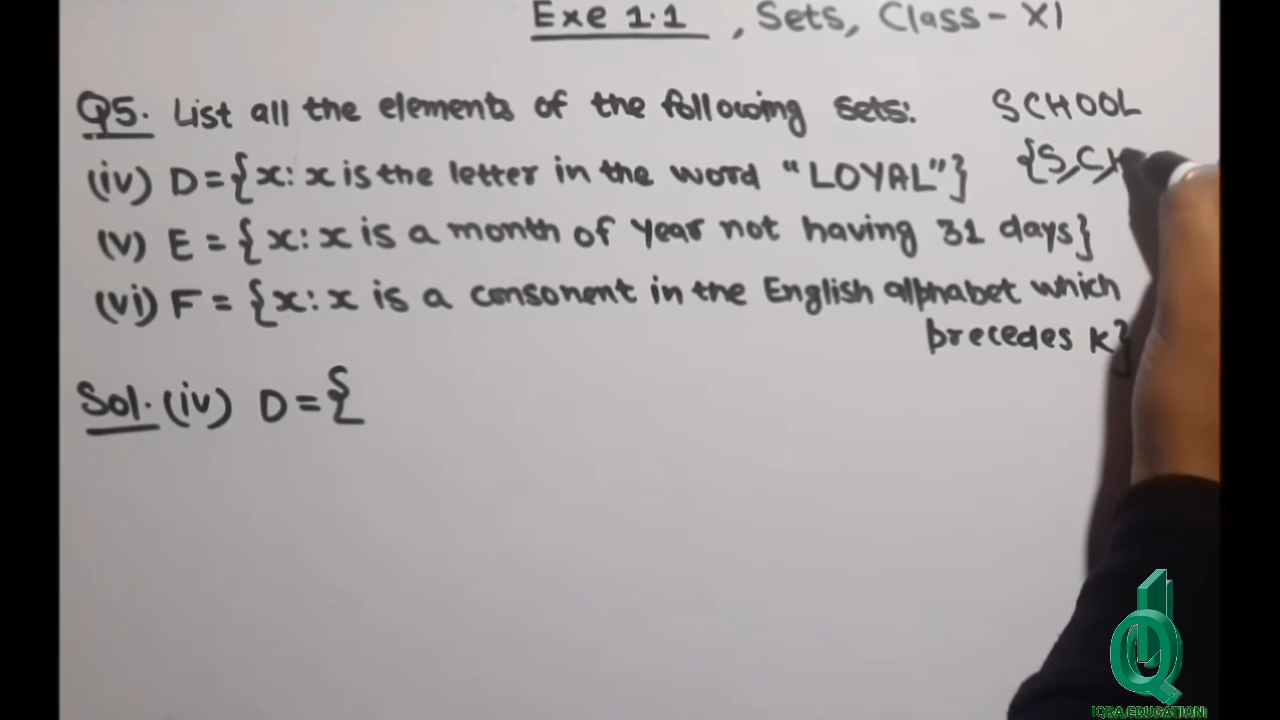 Exe 1.1 , Sets, Class - XI
Q5. List all the elements of the following sets: SCHOOL
(iv) D = {x: x is the letter in the word "LOYAL"} {S,C,H
(v) E = {x: x is a month of year not having 31 days}
(vi) F = {x: x is a consonent in the English alphabet which
precedes K}
Sol. (iv) D = {
IQRA EDUCATION